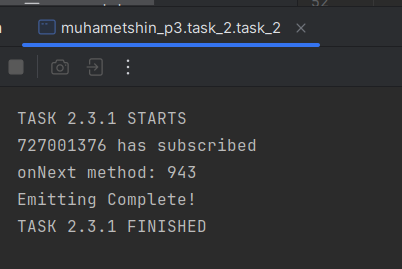 muhametshin_p3.task_2.task_2
TASK 2.3.1 STARTS
727001376 has subscribed
onNext method: 943
Emitting Complete!
TASK 2.3.1 FINISHED